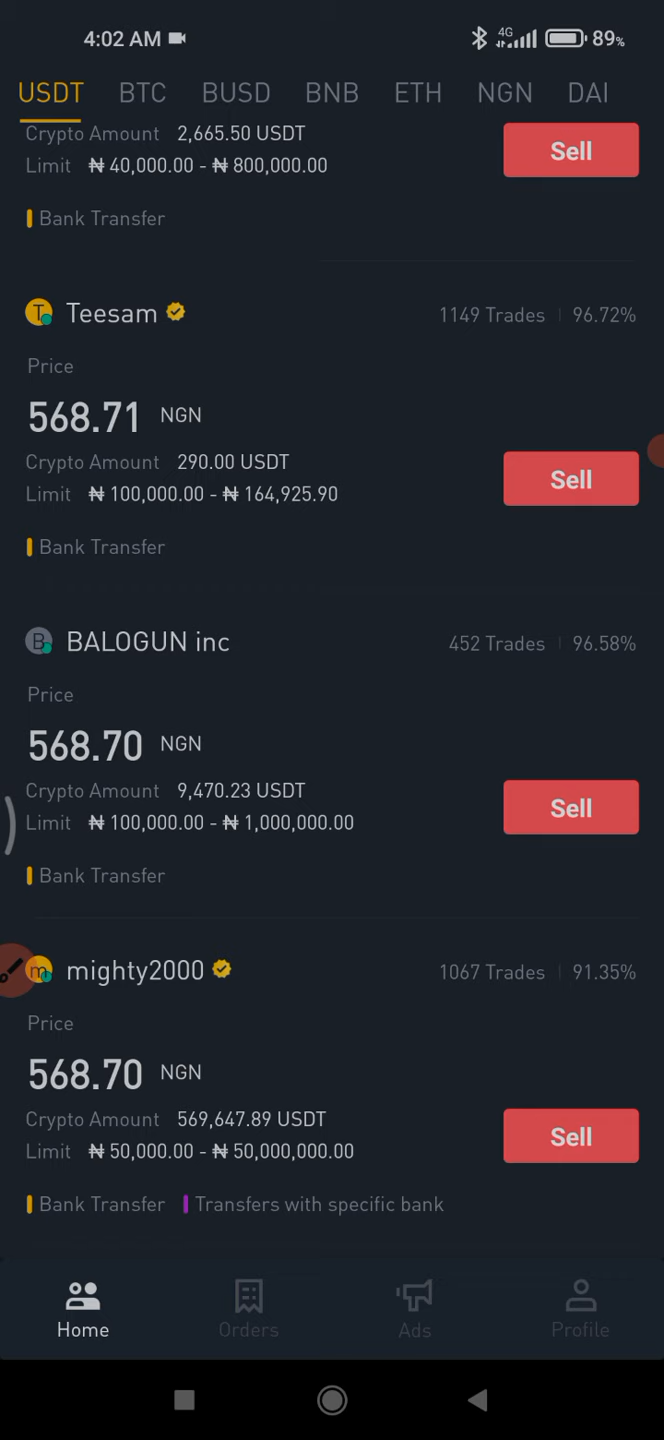 4:02 AM 4G 89%
USDT BTC BUSD BNB ETH NGN DAI
Crypto Amount 2,665.50 USDT
Limit ₦ 40,000.00 - ₦ 800,000.00
Sell
Bank Transfer
T Teesam 1149 Trades 96.72%
Price
568.71 NGN
Crypto Amount 290.00 USDT
Limit ₦ 100,000.00 - ₦ 164,925.90
Sell
Bank Transfer
B BALOGUN inc 452 Trades 96.58%
Price
568.70 NGN
Crypto Amount 9,470.23 USDT
Limit ₦ 100,000.00 - ₦ 1,000,000.00
Sell
Bank Transfer
m mighty2000 1067 Trades 91.35%
Price
568.70 NGN
Crypto Amount 569,647.89 USDT
Limit ₦ 50,000.00 - ₦ 50,000,000.00
Sell
Bank Transfer Transfers with specific bank
Home Orders Ads Profile